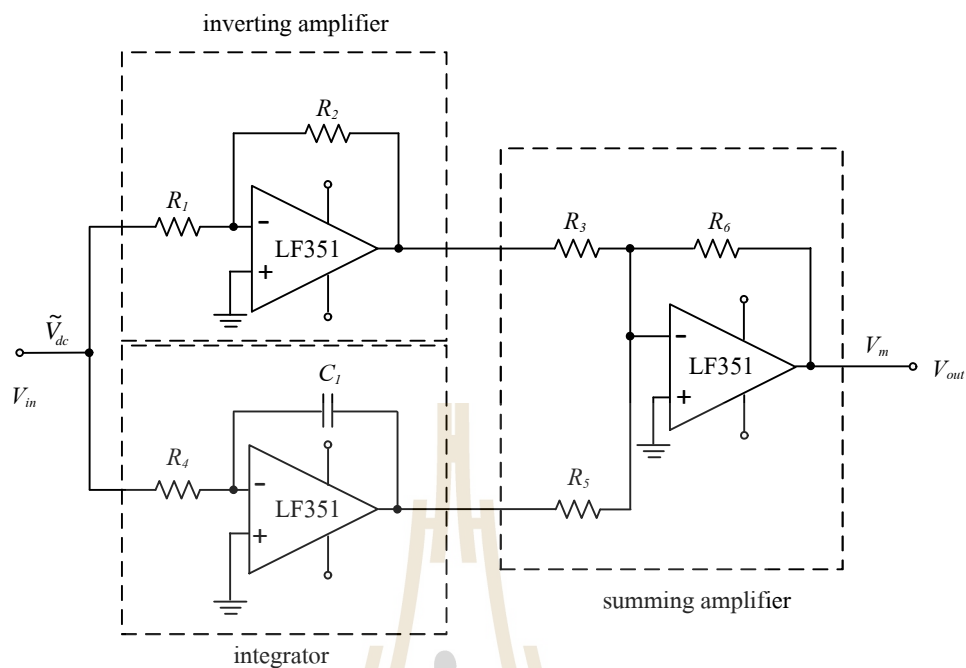 inverting amplifier
R2
R1
-
+
LF351
R3
R6
-
+
LF351
Ṽdc
Vin
Vm
Vout
C1
R4
-
+
LF351
R5
summing amplifier
integrator